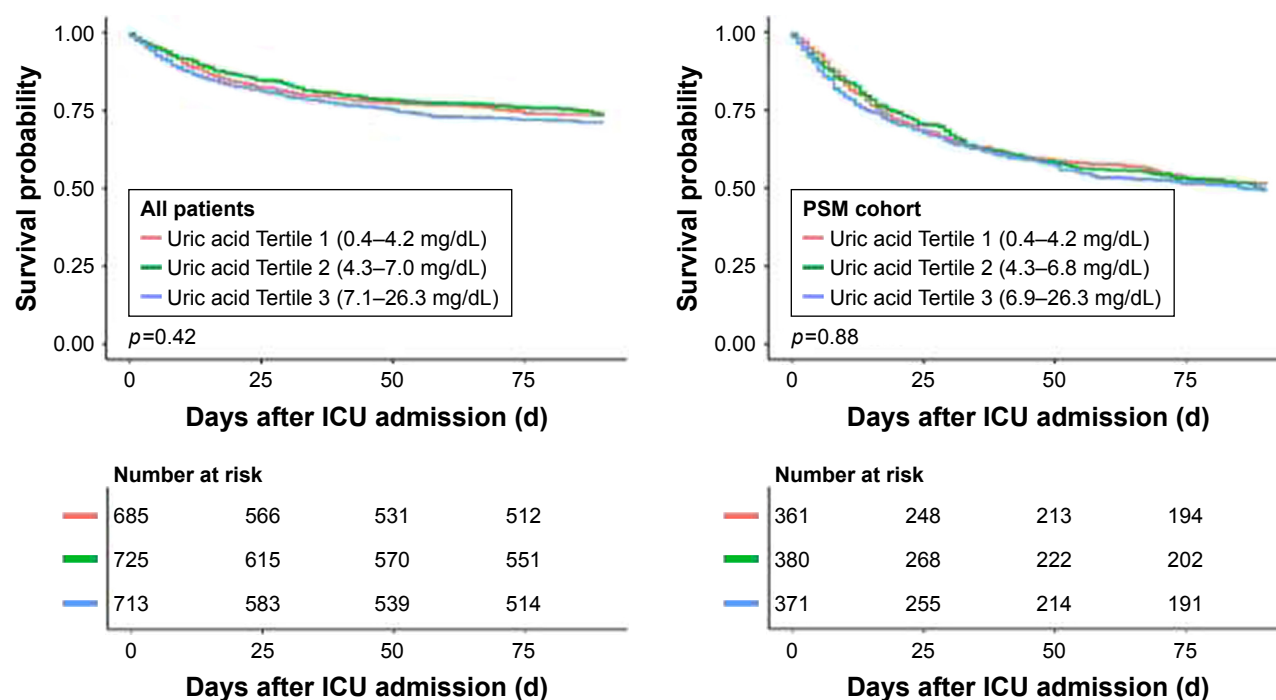 Survival probability
1.00
0.75
0.50
0.25
0.00
All patients
Uric acid Tertile 1 (0.4–4.2 mg/dL)
Uric acid Tertile 2 (4.3–7.0 mg/dL)
Uric acid Tertile 3 (7.1–26.3 mg/dL)
p=0.42
0 25 50 75
Days after ICU admission (d)
Number at risk
685 566 531 512
725 615 570 551
713 583 539 514
0 25 50 75
Days after ICU admission (d)
Survival probability
1.00
0.75
0.50
0.25
0.00
PSM cohort
Uric acid Tertile 1 (0.4–4.2 mg/dL)
Uric acid Tertile 2 (4.3–6.8 mg/dL)
Uric acid Tertile 3 (6.9–26.3 mg/dL)
p=0.88
0 25 50 75
Days after ICU admission (d)
Number at risk
361 248 213 194
380 268 222 202
371 255 214 191
0 25 50 75
Days after ICU admission (d)